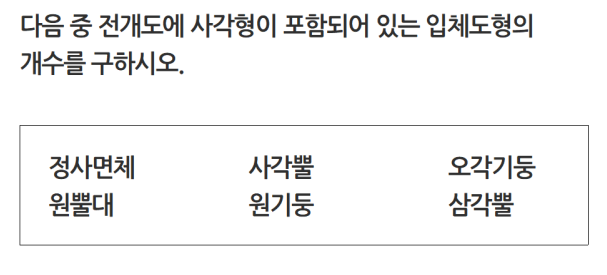 다음 중 전개도에 사각형이 포함되어 있는 입체도형의
개수를 구하시오.
정사면체 사각뿔 오각기둥
원뿔대 원기둥 삼각뿔